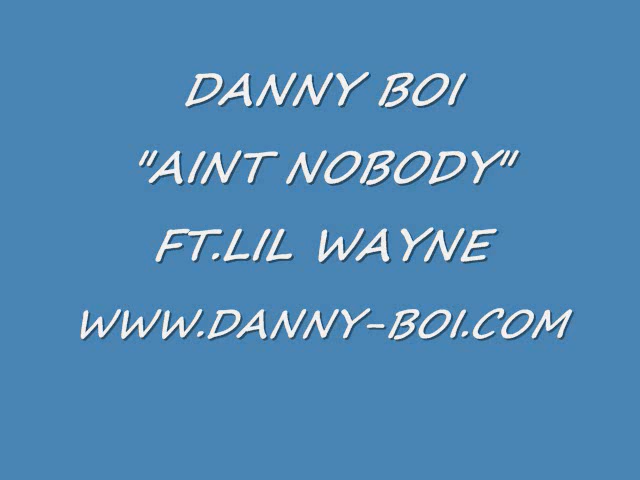 DANNY BOI
"AINT NOBODY"
FT.LIL WAYNE
WWW.DANNY-BOI.COM